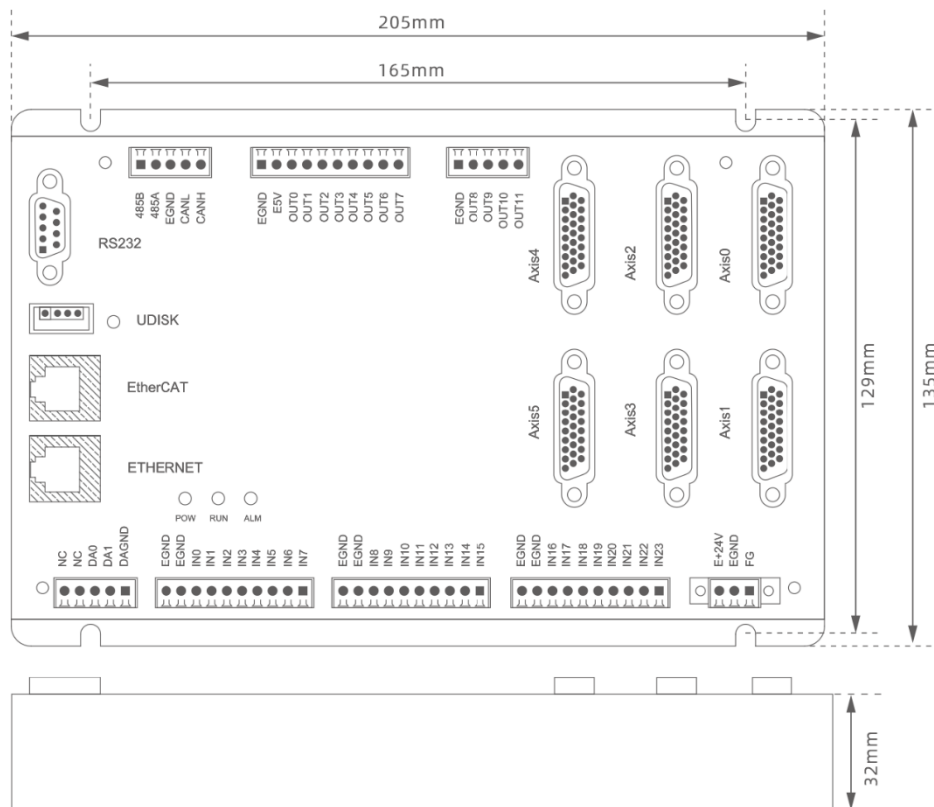 205mm
165mm
485B
485A
EGND
CANL
CANH
EGND
E5V
OUT0
OUT1
OUT2
OUT3
OUT4
OUT5
OUT6
OUT7
EGND
OUT8
OUT9
OUT10
OUT11
RS232
Axis4
Axis2
Axis0
UDISK
EtherCAT
129mm
135mm
Axis5
Axis3
Axis1
ETHERNET
POW
RUN
ALM
NC
NC
DA0
DA1
DAGND
EGND
EGND
IN0
IN1
IN2
IN3
IN4
IN5
IN6
IN7
EGND
EGND
IN8
IN9
IN10
IN11
IN12
IN13
IN14
IN15
EGND
EGND
IN16
IN17
IN18
IN19
IN20
IN21
IN22
IN23
E+24V
EGND
FG
32mm